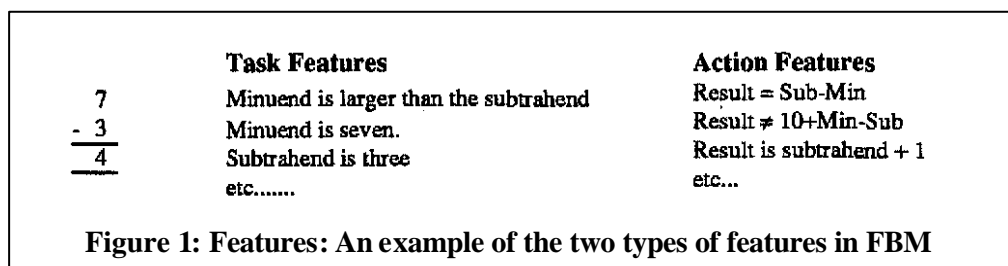 Task Features
Action Features
7
Minuend is larger than the subtrahend
Result = Sub-Min
- 3
Minuend is seven.
Result ≠ 10+Min-Sub
4
Subtrahend is three
Result is subtrahend + 1
etc.......
etc...
Figure 1: Features: An example of the two types of features in FBM